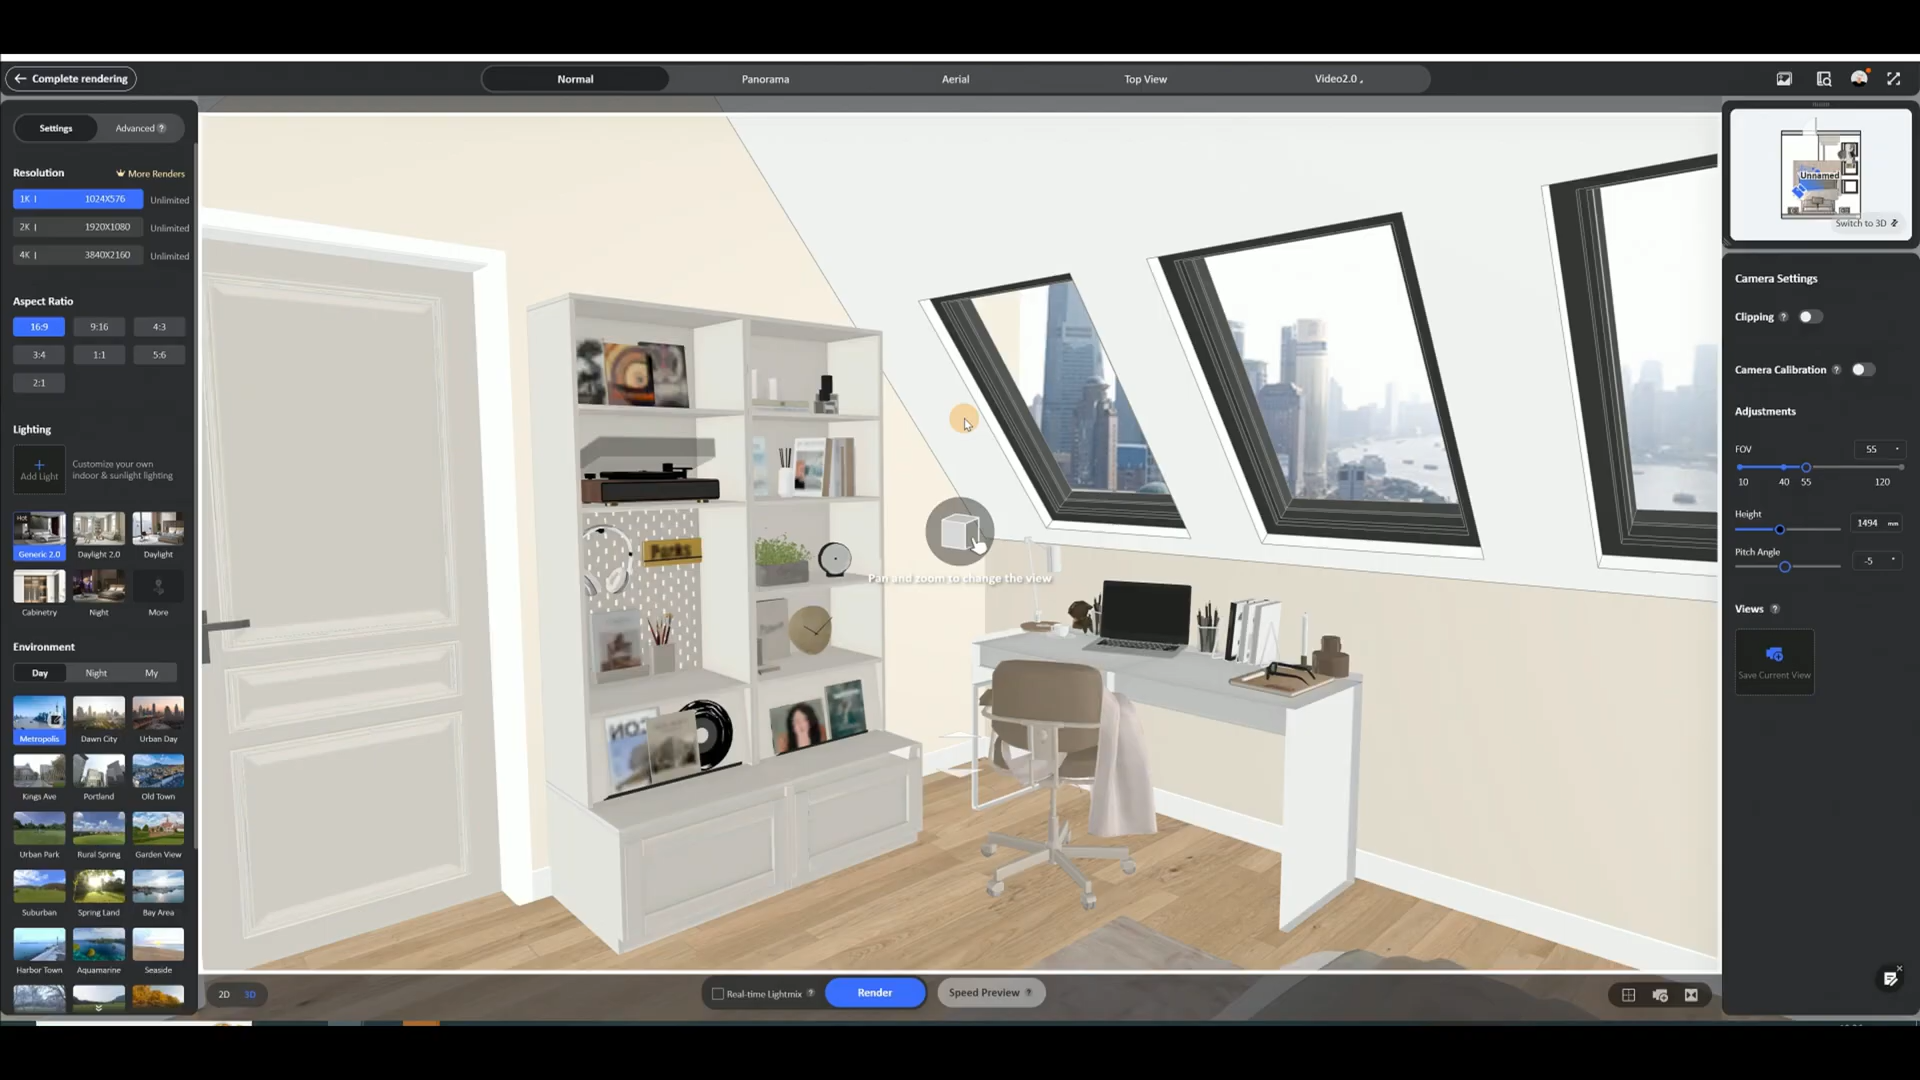 Complete rendering
Normal
Panorama
Aerial
Top View
Video2.0
Settings
Advanced ?
Resolution
More Renders
1K 1024X576 Unlimited
2K 1920X1080 Unlimited
4K 3840X2160 Unlimited
Aspect Ratio
16:9 9:16 4:3
3:4 1:1 5:6
2:1
Lighting
+
Add Light
Customize your own
indoor & sunlight lighting
Hot
Generic 2.0 Daylight 2.0 Daylight
Cabinetry Night More
Environment
Day Night My
Metropolis Dawn City Urban Day
Kings Ave Portland Old Town
Urban Park Rural Spring Garden View
Suburban Spring Land Bay Area
Harbor Town Aquamarine Seaside
2D 3D
Pan and zoom to change the view
Real-time Lightmix ?
Render
Speed Preview ?
Unnamed
Switch to 3D
Camera Settings
Clipping ?
Camera Calibration ?
Adjustments
FOV 55
10 40 55 120
Height
1494 mm
Pitch Angle
-5 °
Views ?
Save Current View